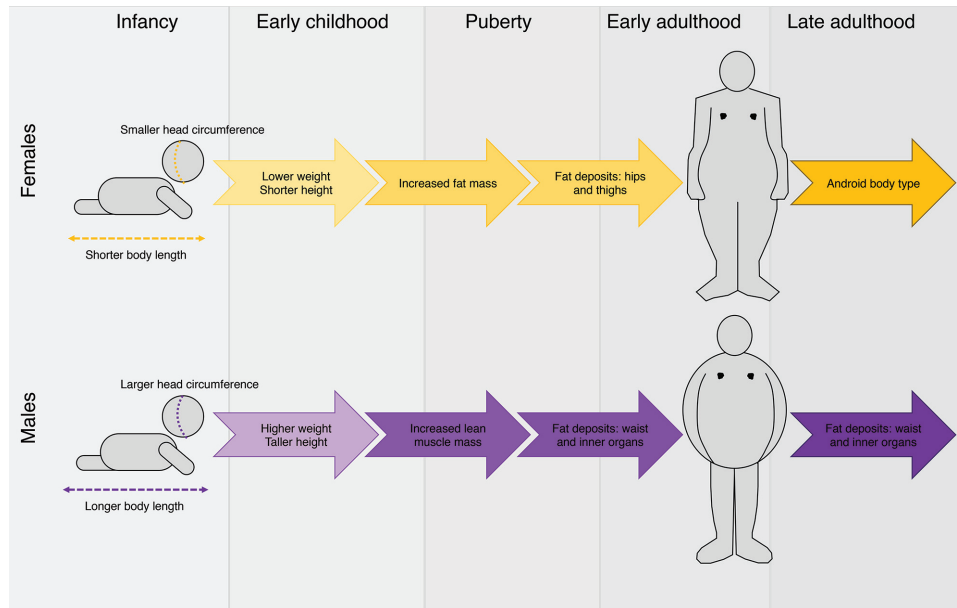 Infancy
Early childhood
Puberty
Early adulthood
Late adulthood
Females
Smaller head circumference
Shorter body length
Lower weight
Shorter height
Increased fat mass
Fat deposits: hips
and thighs
Android body type
Males
Larger head circumference
Longer body length
Higher weight
Taller height
Increased lean
muscle mass
Fat deposits: waist
and inner organs
Fat deposits: waist
and inner organs